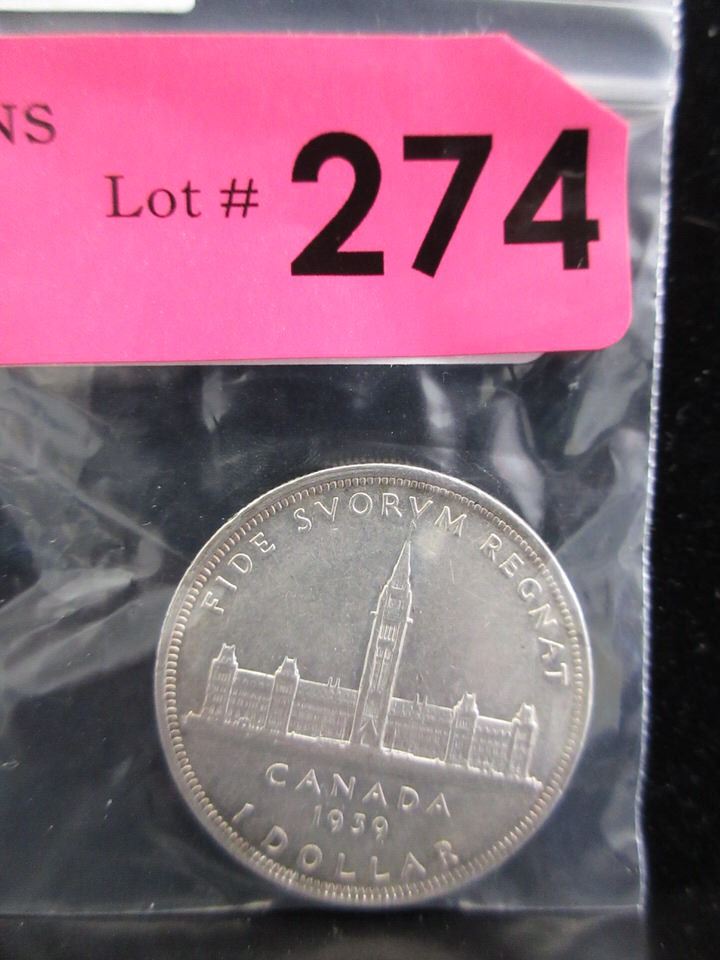 NS
Lot # 274
FIDE SVORVM REGNAT
CANADA
1939
1 DOLLAR